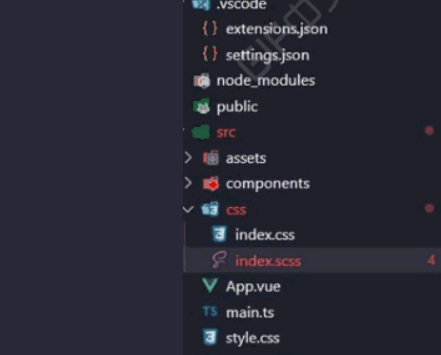 .vscode
{ } extensions.json
{ } settings.json
node_modules
public
src
assets
components
css
index.css
index.scss 4
App.vue
TS main.ts
style.css